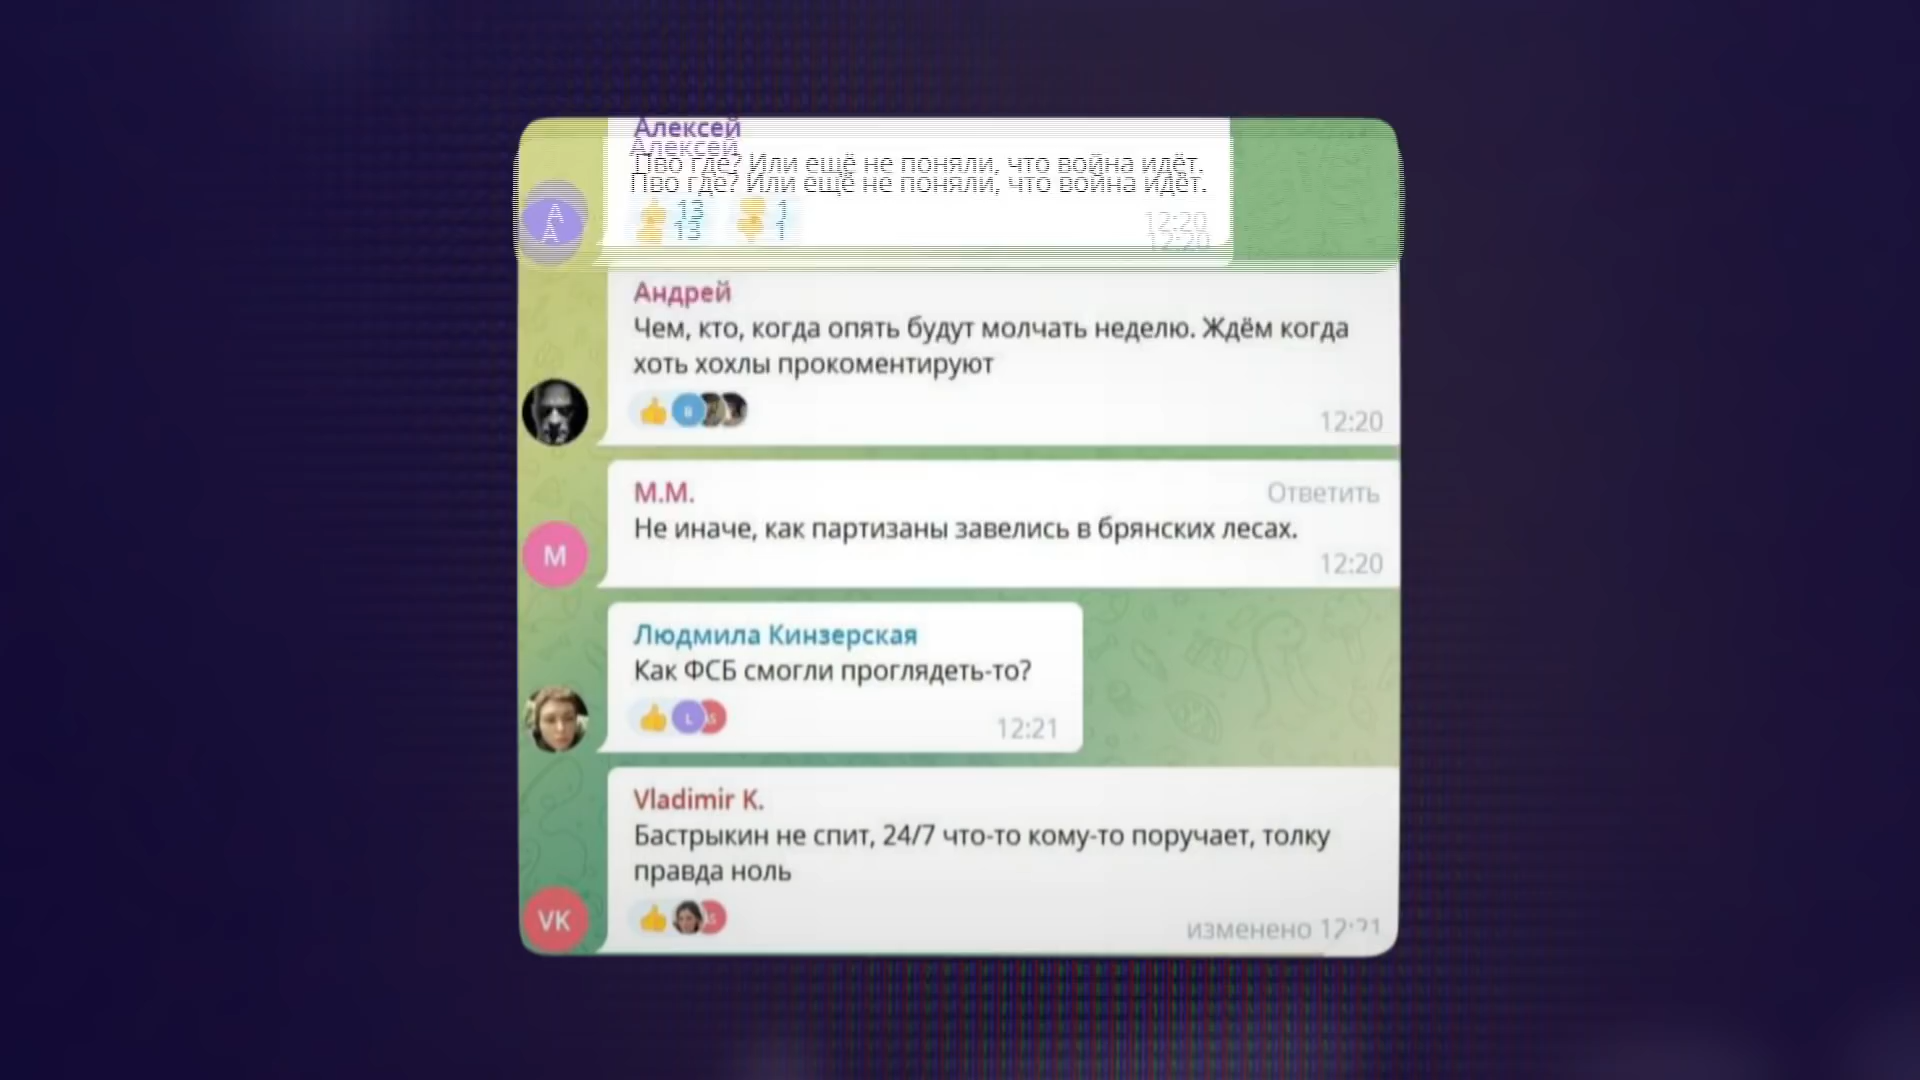 Алексей
Пво где? Или ещё не поняли, что война идёт.
13 1
12:20
Андрей
Чем, кто, когда опять будут молчать неделю. Ждём когда
хоть хохлы прокоментируют
В
12:20
М.М.
Ответить
Не иначе, как партизаны завелись в брянских лесах.
М
12:20
Людмила Кинзерская
Как ФСБ смогли проглядеть-то?
L
12:21
Vladimir K.
Бастрыкин не спит, 24/7 что-то кому-то поручает, толку
правда ноль
VK
изменено 12:21